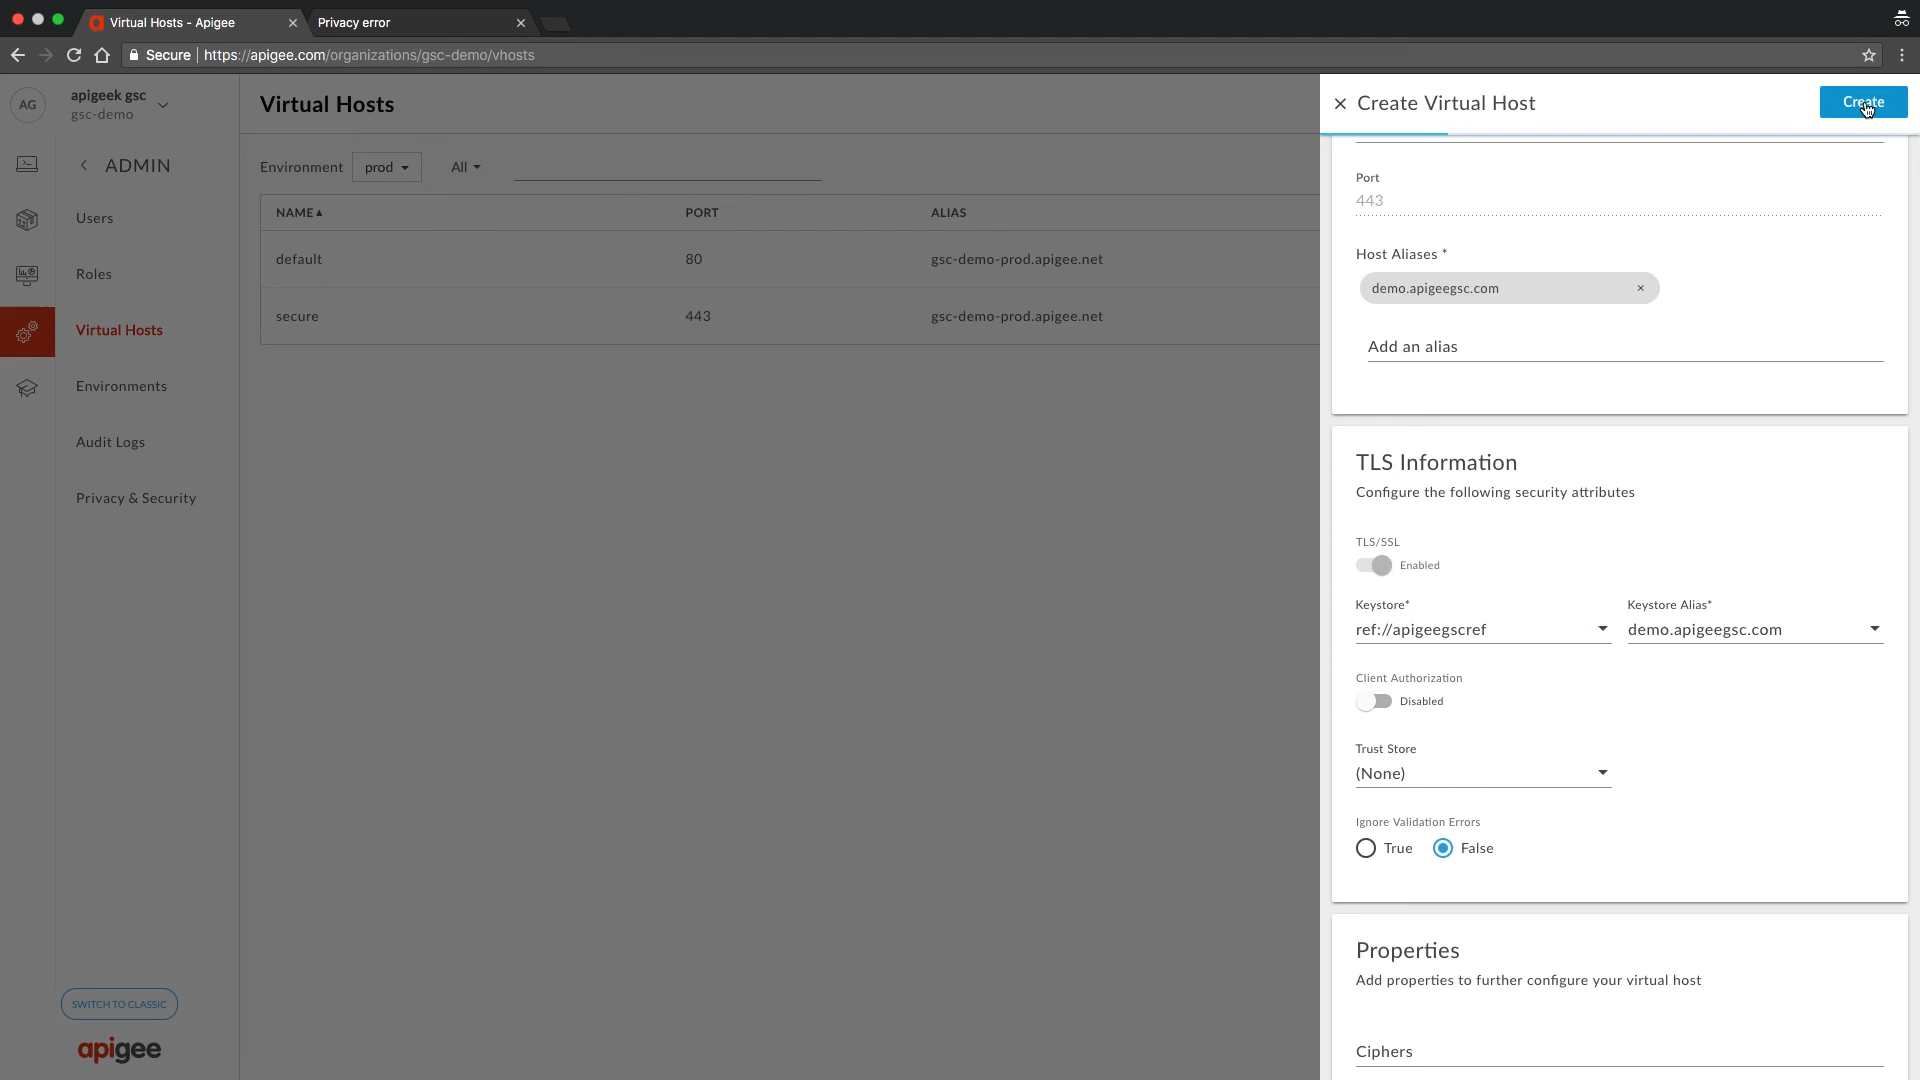 Virtual Hosts - Apigee
Privacy error
Secure
https://apigee.com/organizations/gsc-demo/vhosts
AG
apigeek gsc
gsc-demo
ADMIN
Users
Roles
Virtual Hosts
Environments
Audit Logs
Privacy & Security
SWITCH TO CLASSIC
apigee
Virtual Hosts
Environment prod All
NAME PORT ALIAS
default 80 gsc-demo-prod.apigee.net
secure 443 gsc-demo-prod.apigee.net
× Create Virtual Host
Create
Port
443
Host Aliases *
demo.apigeegsc.com ×
Add an alias
TLS Information
Configure the following security attributes
TLS/SSL
Enabled
Keystore* Keystore Alias*
ref://apigeegscref demo.apigeegsc.com
Client Authorization
Disabled
Trust Store
(None)
Ignore Validation Errors
True False
Properties
Add properties to further configure your virtual host
Ciphers